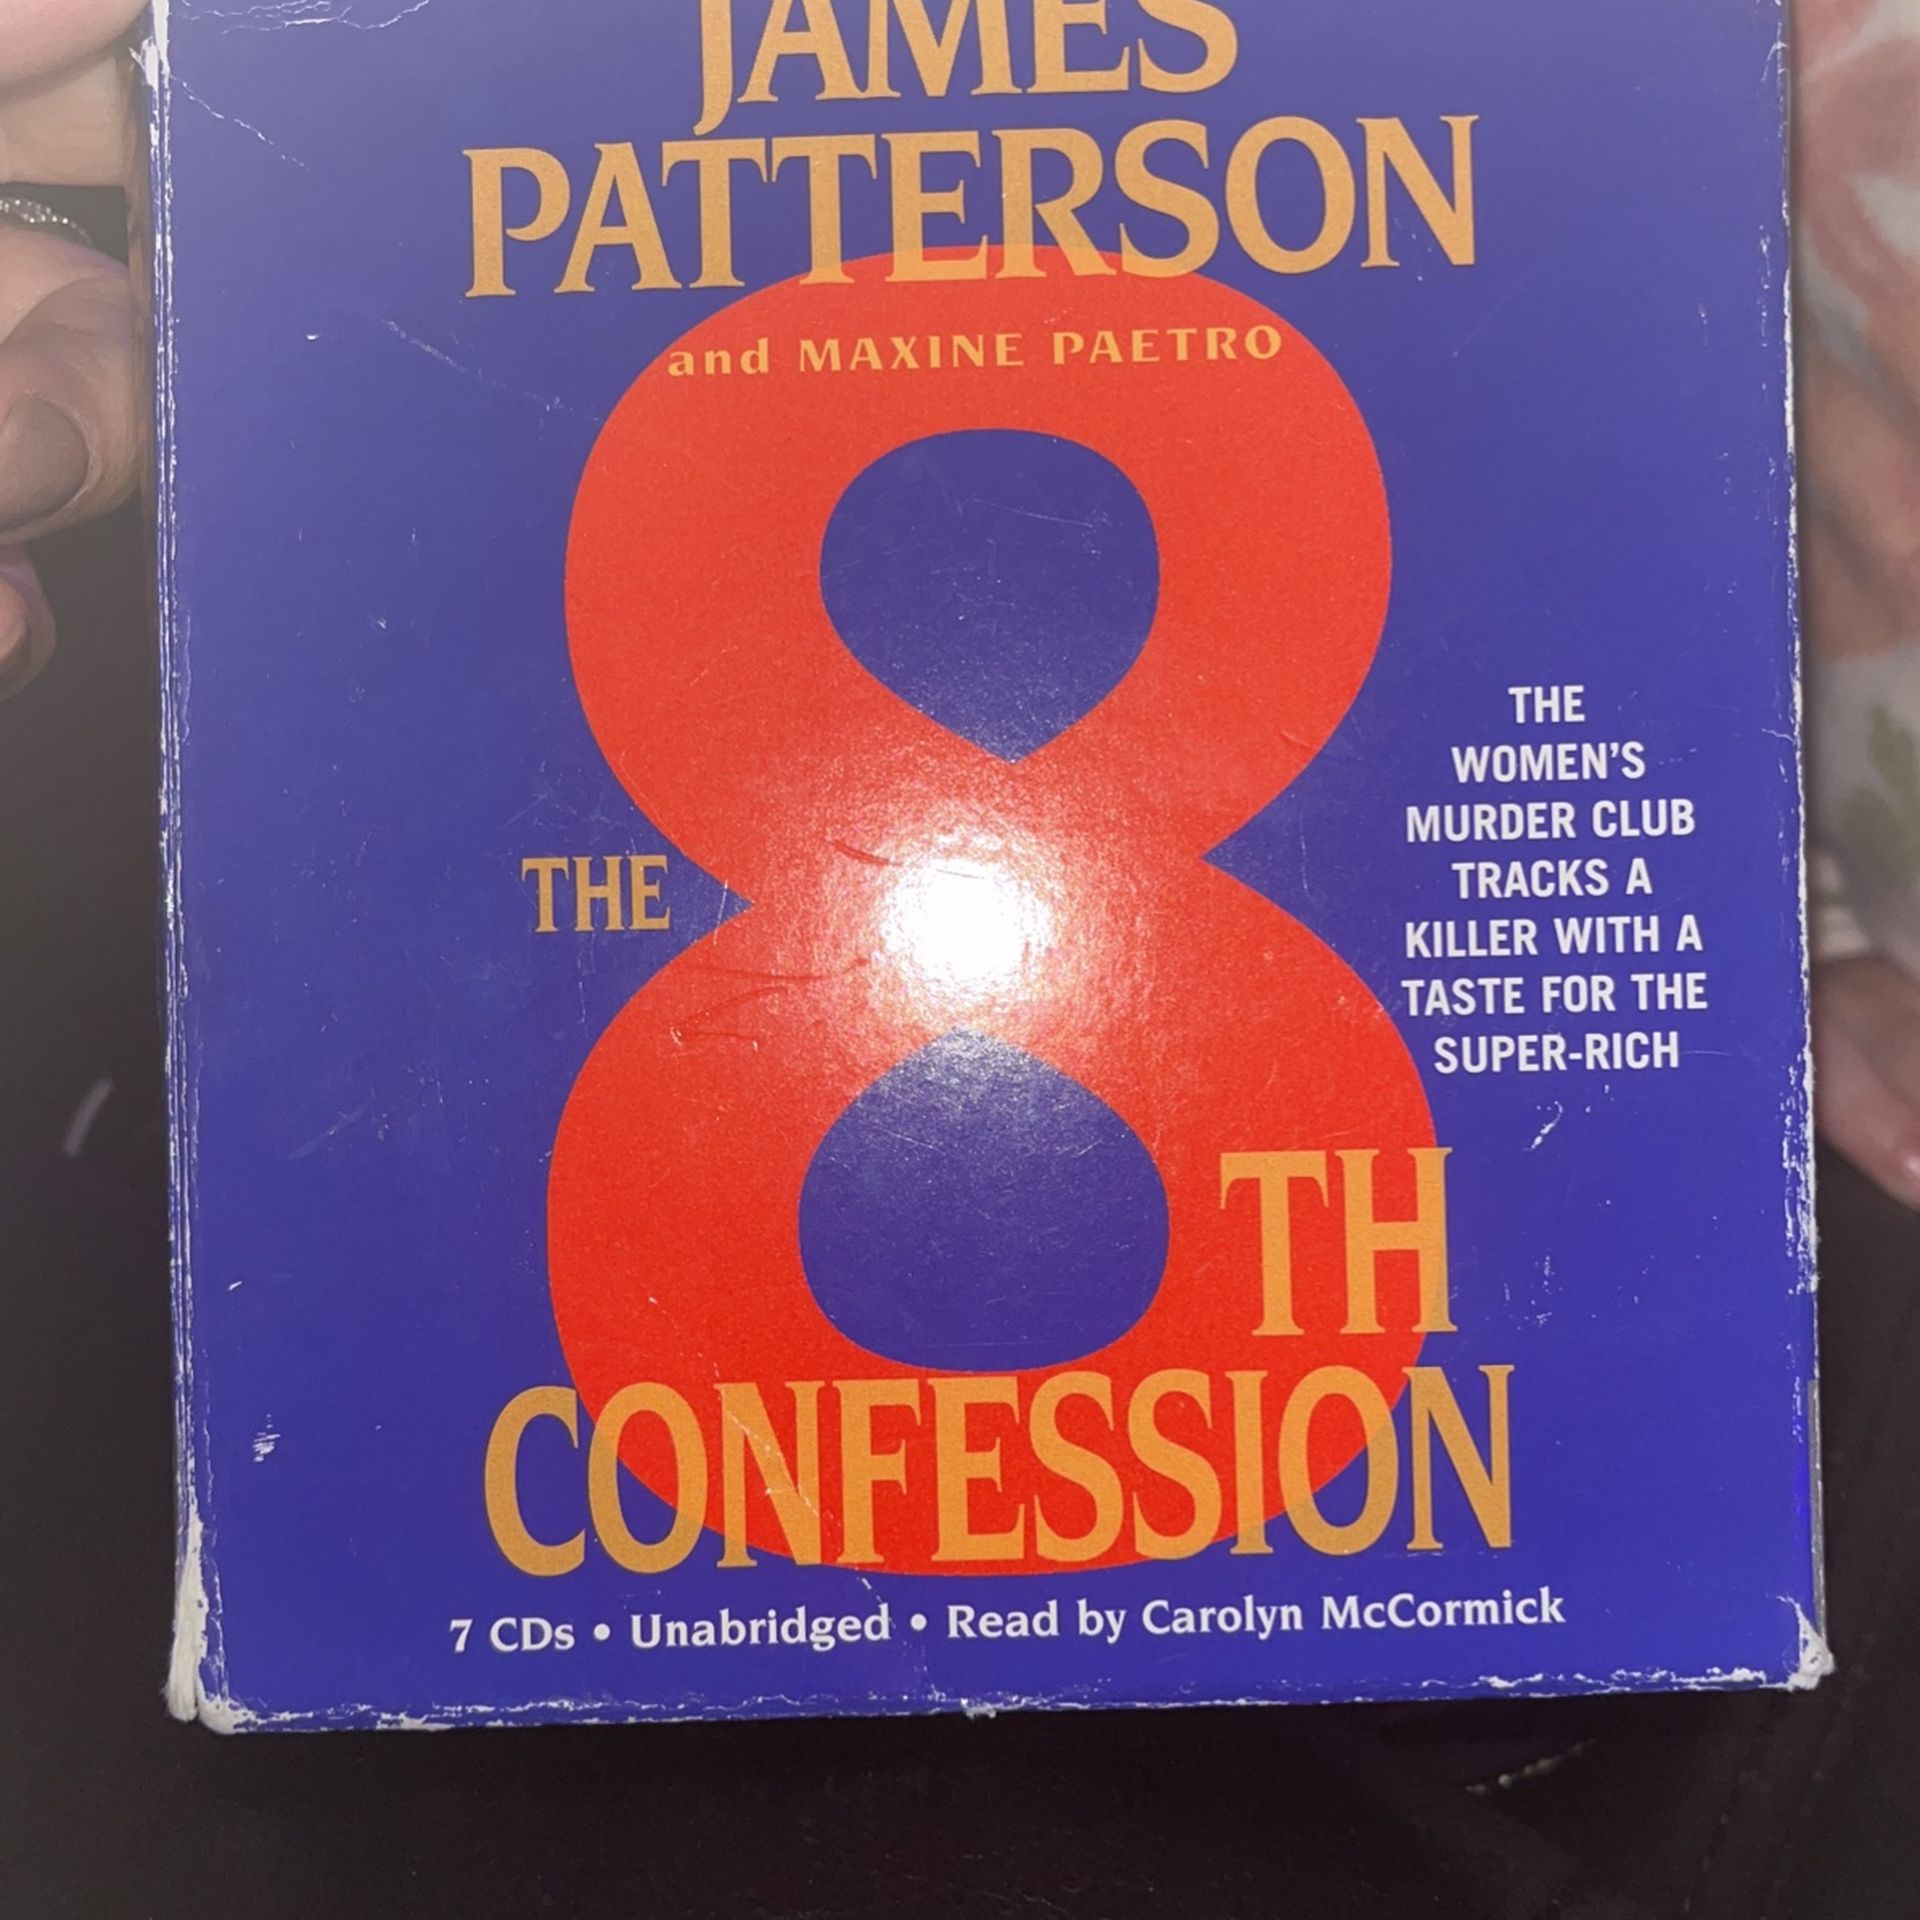 JAMES
PATTERSON
and MAXINE PAETRO
THE
WOMEN'S
MURDER CLUB
TRACKS A
KILLER WITH A
TASTE FOR THE
SUPER-RICH
THE
8
TH
CONFESSION
7 CDs • Unabridged • Read by Carolyn McCormick